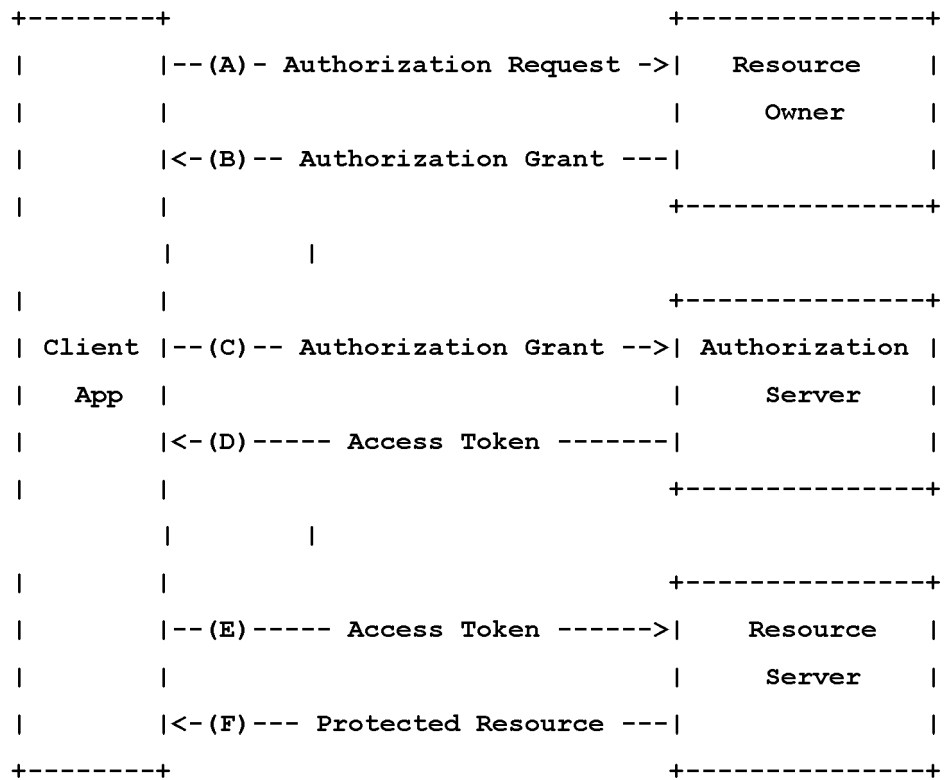 +--------+                               +---------------+
|        |--(A)- Authorization Request ->|   Resource    |
|        |                               |     Owner     |
|        |<-(B)-- Authorization Grant ---|               |
|        |                               +---------------+
         |        |
|        |                               +---------------+
| Client |--(C)-- Authorization Grant -->| Authorization |
|   App  |                               |     Server    |
|        |<-(D)----- Access Token -------|               |
|        |                               +---------------+
         |        |
|        |                               +---------------+
|        |--(E)----- Access Token ------>|    Resource   |
|        |                               |     Server    |
|        |<-(F)--- Protected Resource ---|               |
+--------+                               +---------------+